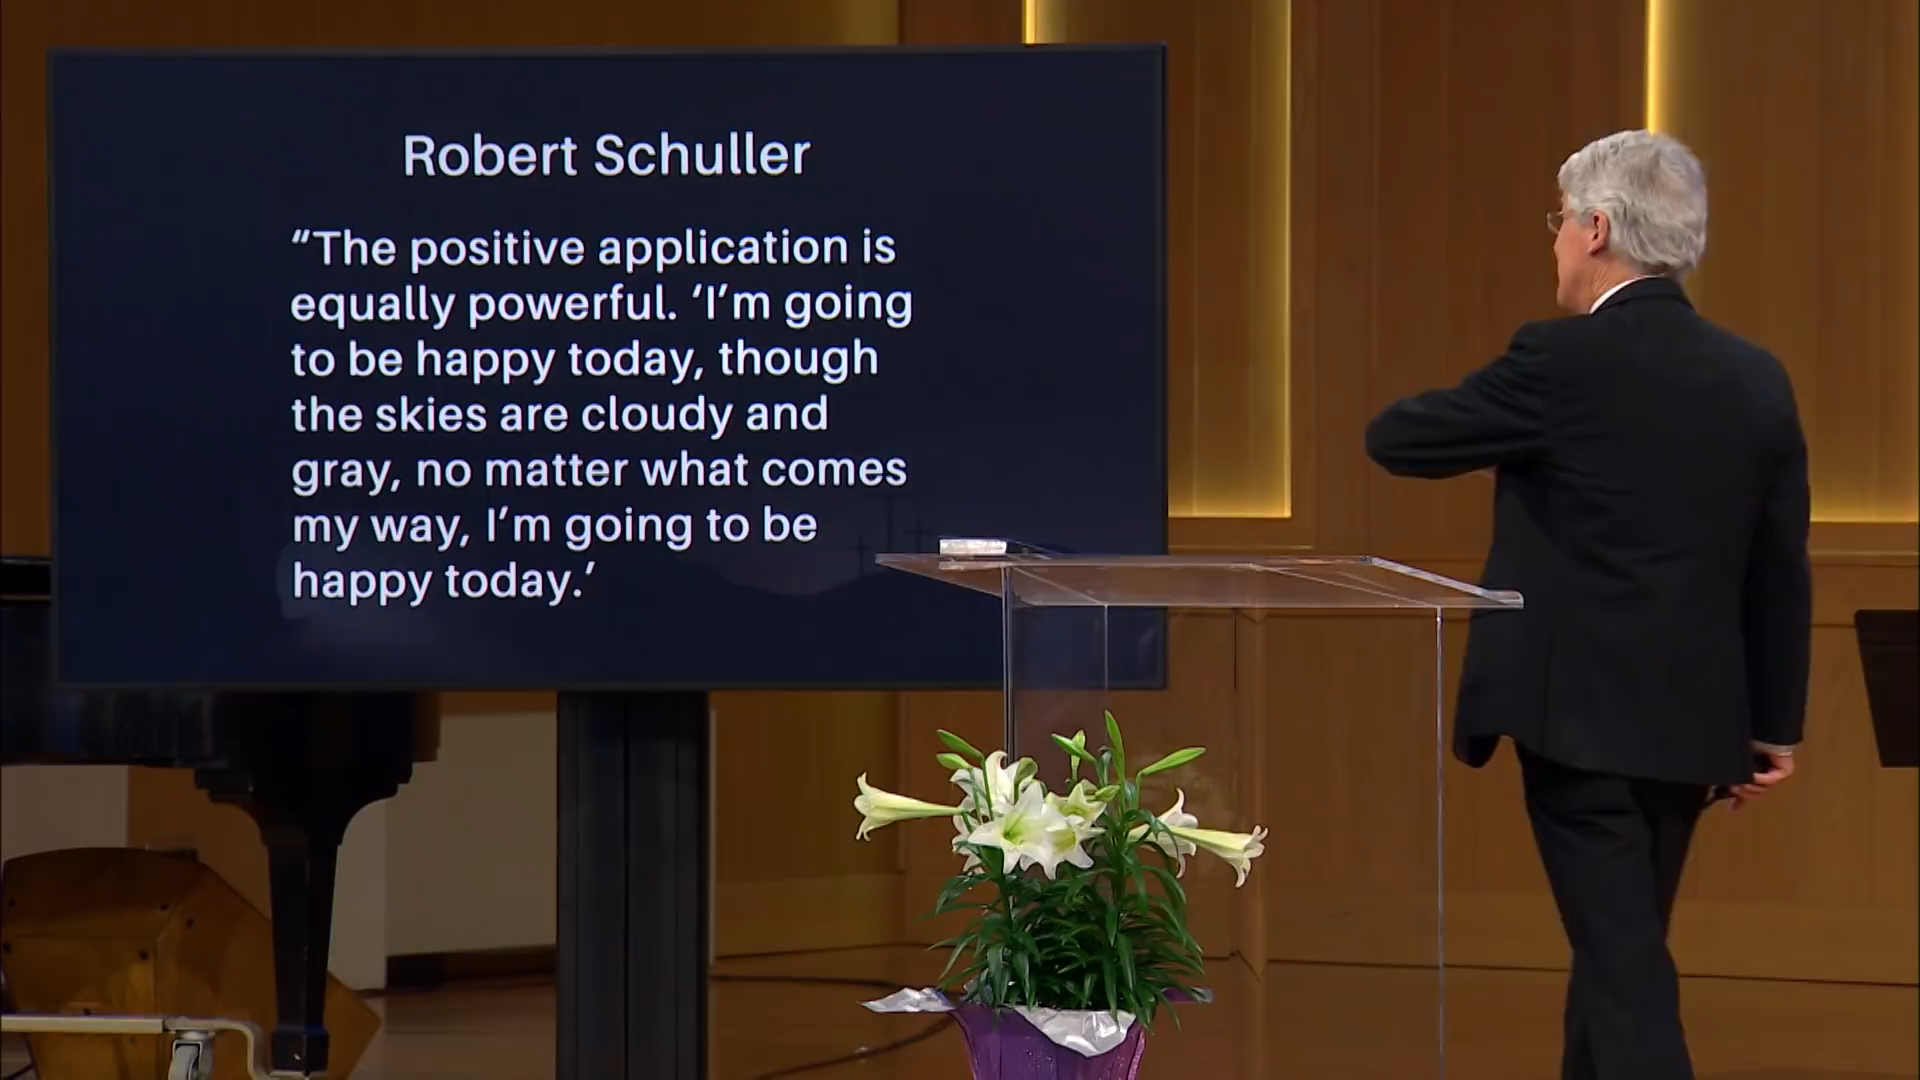 Robert Schuller
“The positive application is
equally powerful. ‘I’m going
to be happy today, though
the skies are cloudy and
gray, no matter what comes
my way, I’m going to be
happy today.’